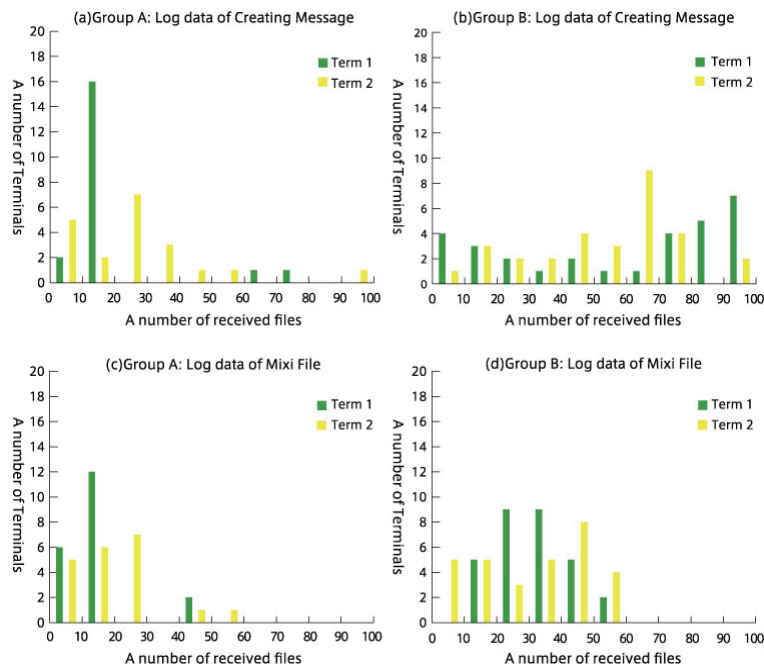 (a)Group A: Log data of Creating Message
20
18
16
14
12
10
8
6
4
2
0
A number of Terminals
Term 1
Term 2
0 10 20 30 40 50 60 70 80 90 100
A number of received files
(b)Group B: Log data of Creating Message
20
18
16
14
12
10
8
6
4
2
0
A number of Terminals
Term 1
Term 2
0 10 20 30 40 50 60 70 80 90 100
A number of received files
(c)Group A: Log data of Mixi File
20
18
16
14
12
10
8
6
4
2
0
A number of Terminals
Term 1
Term 2
0 10 20 30 40 50 60 70 80 90 100
A number of received files
(d)Group B: Log data of Mixi File
20
18
16
14
12
10
8
6
4
2
0
A number of Terminals
Term 1
Term 2
0 10 20 30 40 50 60 70 80 90 100
A number of received files